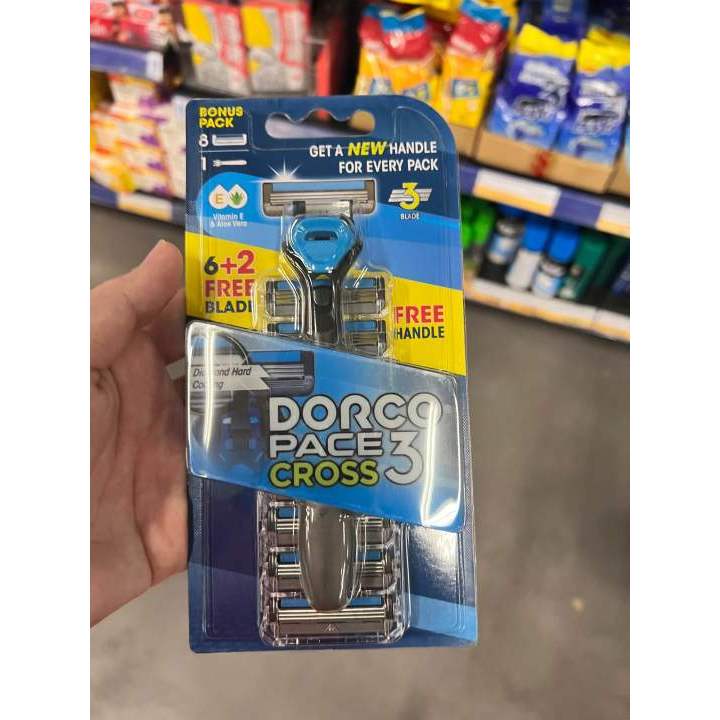 BONUS
PACK
8
1
GET A NEW HANDLE
FOR EVERY PACK
E
Vitamin E
& Aloe Vera
3
BLADE
6+2
FREE
BLADE
FREE
HANDLE
Diamond Hard
Coating
DORCO
PACE 3
CROSS